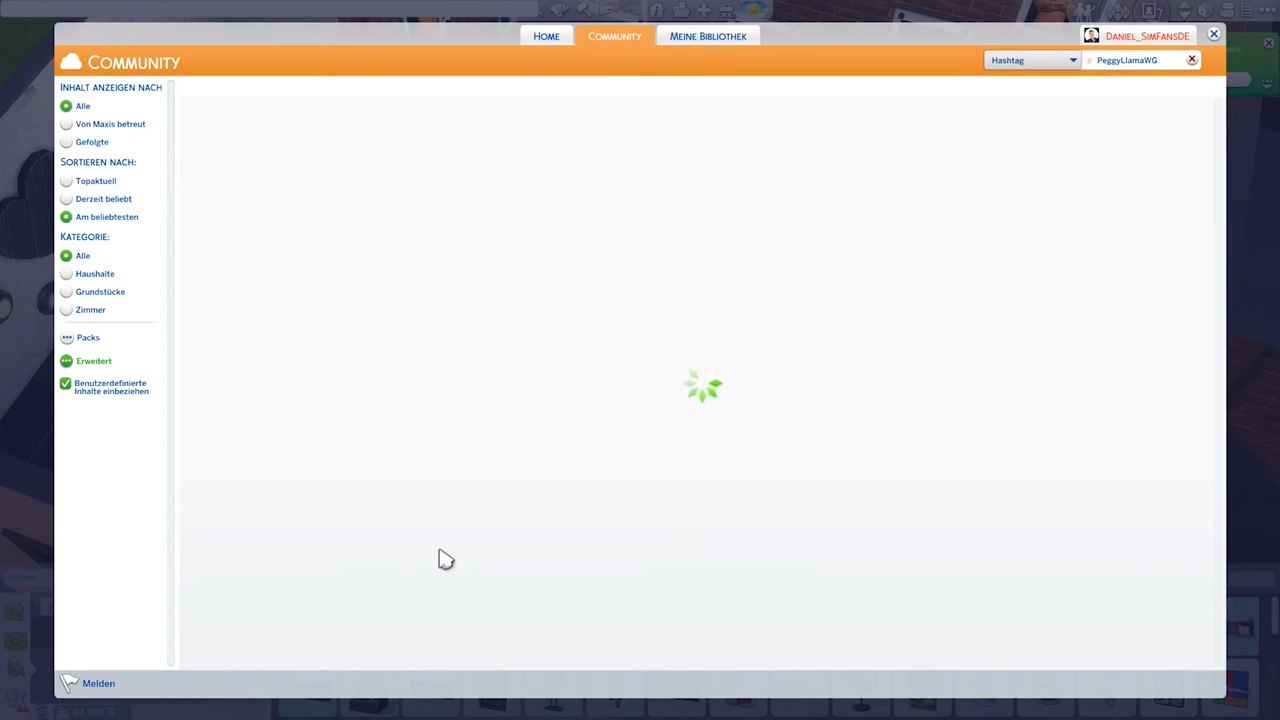 HOME
COMMUNITY
MEINE BIBLIOTHEK
DANIEL_SIMFANSDE
COMMUNITY
Hashtag
# PeggyLlamaWG
INHALT ANZEIGEN NACH
Alle
Von Maxis betreut
Gefolgte
SORTIEREN NACH:
Topaktuell
Derzeit beliebt
Am beliebtesten
KATEGORIE:
Alle
Haushalte
Grundstücke
Zimmer
Packs
Erweitert
Benutzerdefinierte
Inhalte einbeziehen
Melden